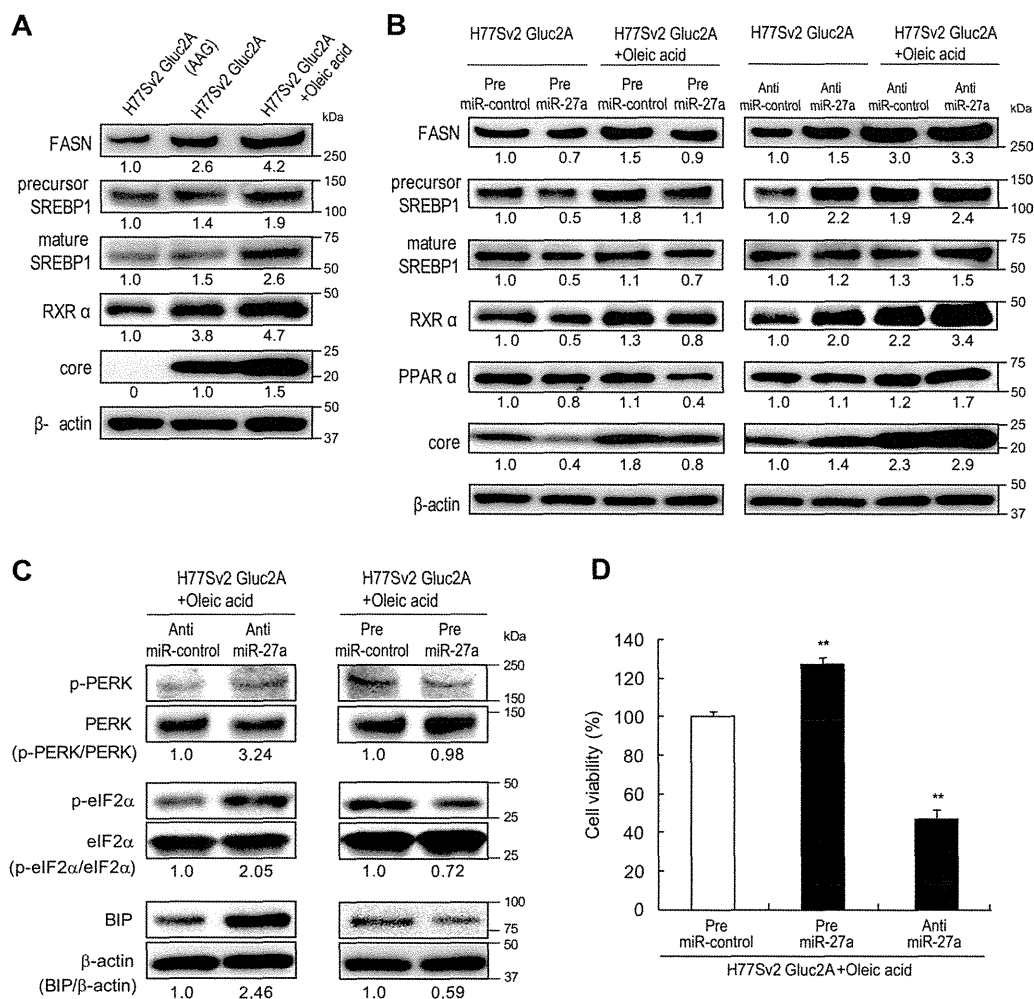 A
H77Sv2 Gluc2A
(AAG)
H77Sv2 Gluc2A
H77Sv2 Gluc2A
+Oleic acid
kDa
FASN
250
1.0 2.6 4.2
precursor
SREBP1
150
100
1.0 1.4 1.9
mature
SREBP1
75
50
1.0 1.5 2.6
RXR α
50
1.0 3.8 4.7
core
25
20
0 1.0 1.5
β- actin
50
37
B
H77Sv2 Gluc2A
H77Sv2 Gluc2A
+Oleic acid
H77Sv2 Gluc2A
H77Sv2 Gluc2A
+Oleic acid
Pre
miR-control
Pre
miR-27a
Pre
miR-control
Pre
miR-27a
Anti
miR-control
Anti
miR-27a
Anti
miR-control
Anti
miR-27a
kDa
FASN
250
1.0 0.7 1.5 0.9 1.0 1.5 3.0 3.3
precursor
SREBP1
150
100
1.0 0.5 1.8 1.1 1.0 2.2 1.9 2.4
mature
SREBP1
75
50
1.0 0.5 1.1 0.7 1.0 1.2 1.3 1.5
RXR α
50
1.0 0.5 1.3 0.8 1.0 2.0 2.2 3.4
PPAR α
75
50
1.0 0.8 1.1 0.4 1.0 1.1 1.2 1.7
core
25
20
1.0 0.4 1.8 0.8 1.0 1.4 2.3 2.9
β-actin
50
37
C
H77Sv2 Gluc2A
+Oleic acid
H77Sv2 Gluc2A
+Oleic acid
Anti
miR-control
Anti
miR-27a
Pre
miR-control
Pre
miR-27a
kDa
p-PERK
250
150
PERK
150
(p-PERK/PERK)
1.0 3.24 1.0 0.98
p-eIF2α
50
25
eIF2α
25
(p-eIF2α/eIF2α)
1.0 2.05 1.0 0.72
BIP
100
75
β-actin
50
37
(BIP/β-actin)
1.0 2.46 1.0 0.59
D
Cell viability (%)
140
120
100
80
60
40
20
0
**
**
Pre
miR-control
Pre
miR-27a
Anti
miR-27a
H77Sv2 Gluc2A+Oleic acid